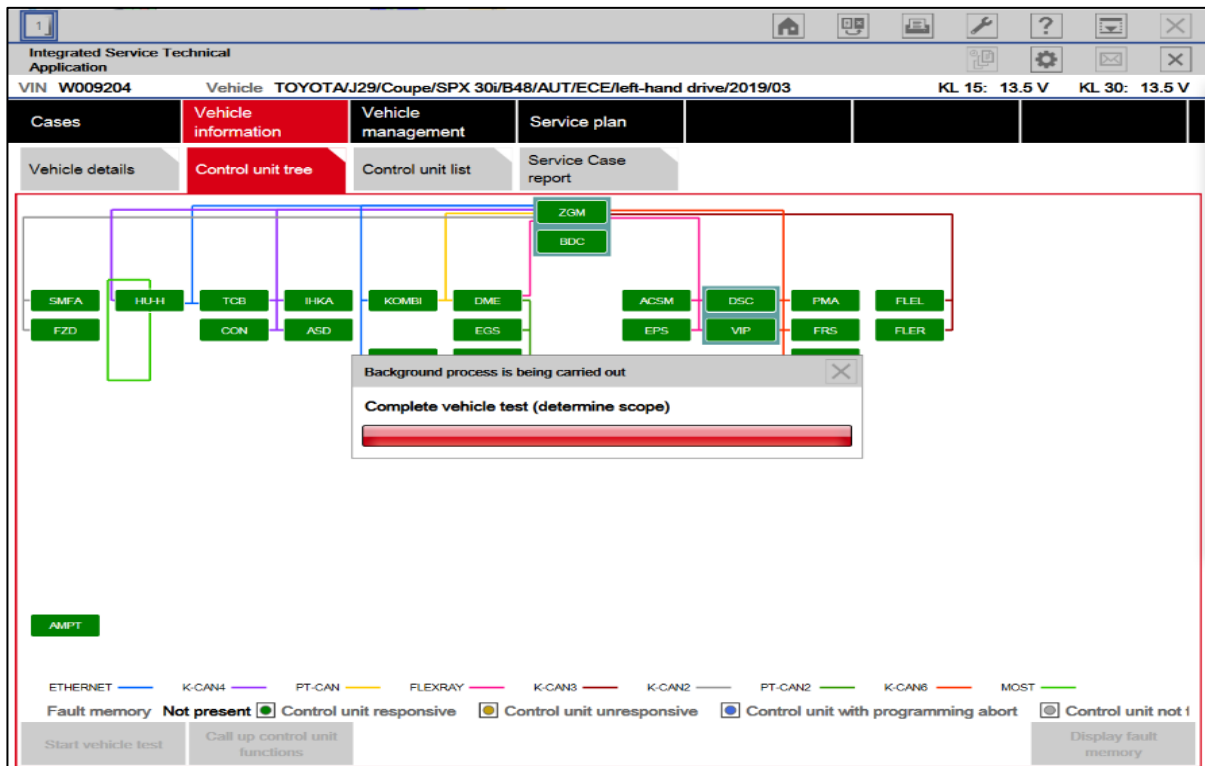 1
Integrated Service Technical
Application
VIN W009204 Vehicle TOYOTA/J29/Coupe/SPX 30i/B48/AUT/ECE/left-hand drive/2019/03 KL 15: 13.5 V KL 30: 13.5 V
Cases Vehicle information Vehicle management Service plan
Vehicle details Control unit tree Control unit list Service Case report
ZGM
BDC
SMFA HU-H TCB IHKA KOMBI DME ACSM DSC PMA FLEL
FZD CON ASD EGS EPS VIP FRS FLER
Background process is being carried out
Complete vehicle test (determine scope)
AMPT
ETHERNET K-CAN4 PT-CAN FLEXRAY K-CAN3 K-CAN2 PT-CAN2 K-CAN6 MOST
Fault memory Not present Control unit responsive Control unit unresponsive Control unit with programming abort Control unit not f
Start vehicle test Call up control unit functions Display fault memory